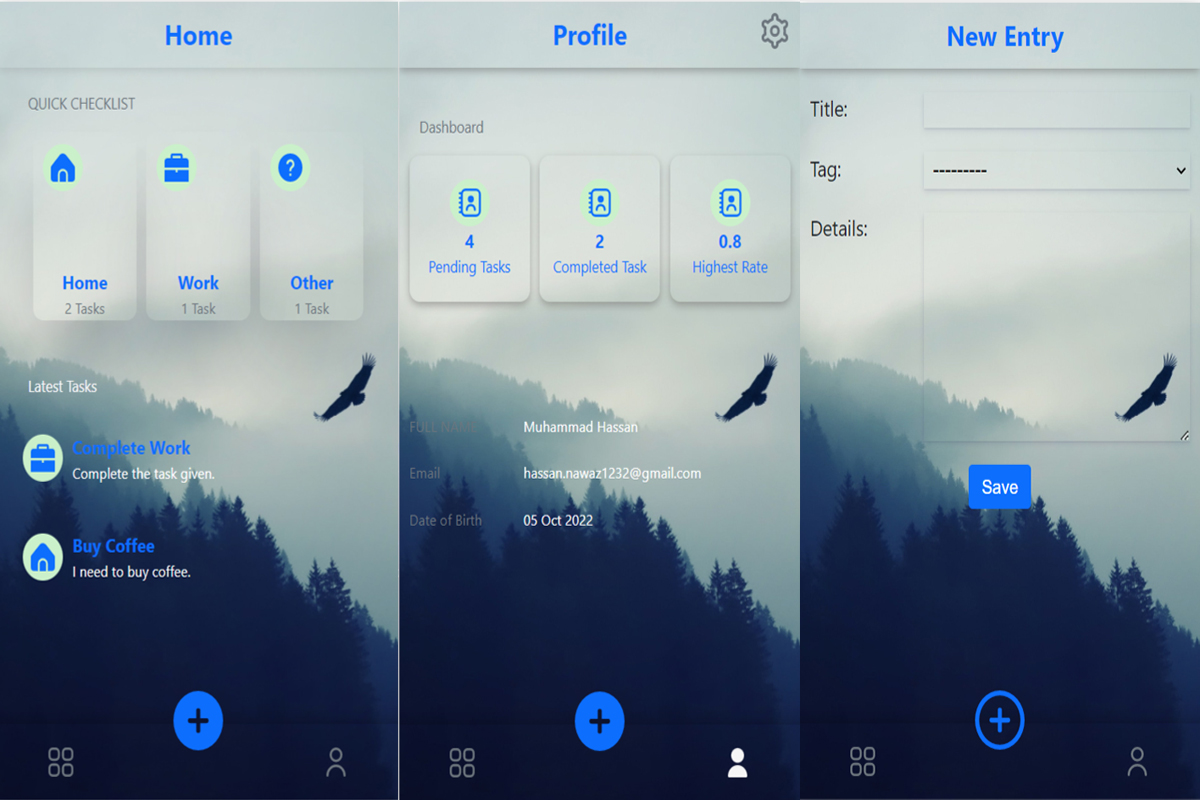 Home
QUICK CHECKLIST
?
Home
2 Tasks
Work
1 Task
Other
1 Task
Latest Tasks
Complete Work
Complete the task given.
Buy Coffee
I need to buy coffee.
Profile
Dashboard
4
Pending Tasks
2
Completed Task
0.8
Highest Rate
FULL NAME Muhammad Hassan
Email hassan.nawaz1232@gmail.com
Date of Birth 05 Oct 2022
New Entry
Title:
Tag: ---------
Details:
Save